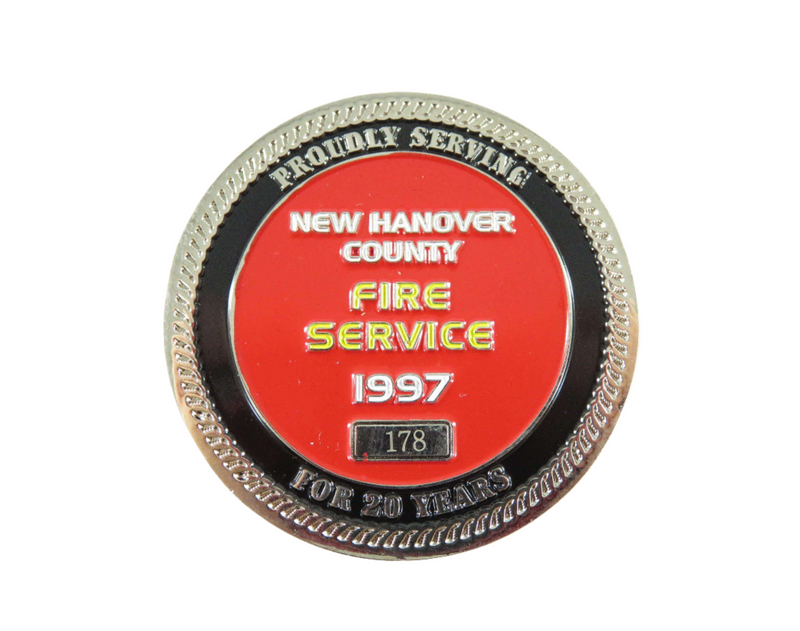 PROUDLY SERVING
NEW HANOVER
COUNTY
FIRE
SERVICE
1997
178
FOR 20 YEARS